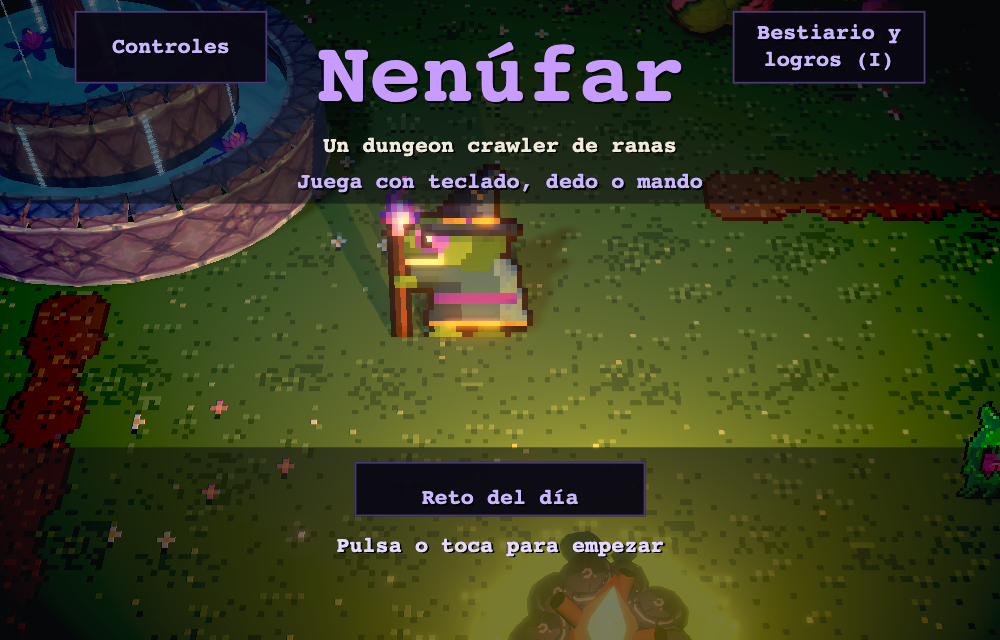 Controles
Nenúfar
Bestiario y
logros (I)
Un dungeon crawler de ranas
Juega con teclado, dedo o mando
Reto del día
Pulsa o toca para empezar